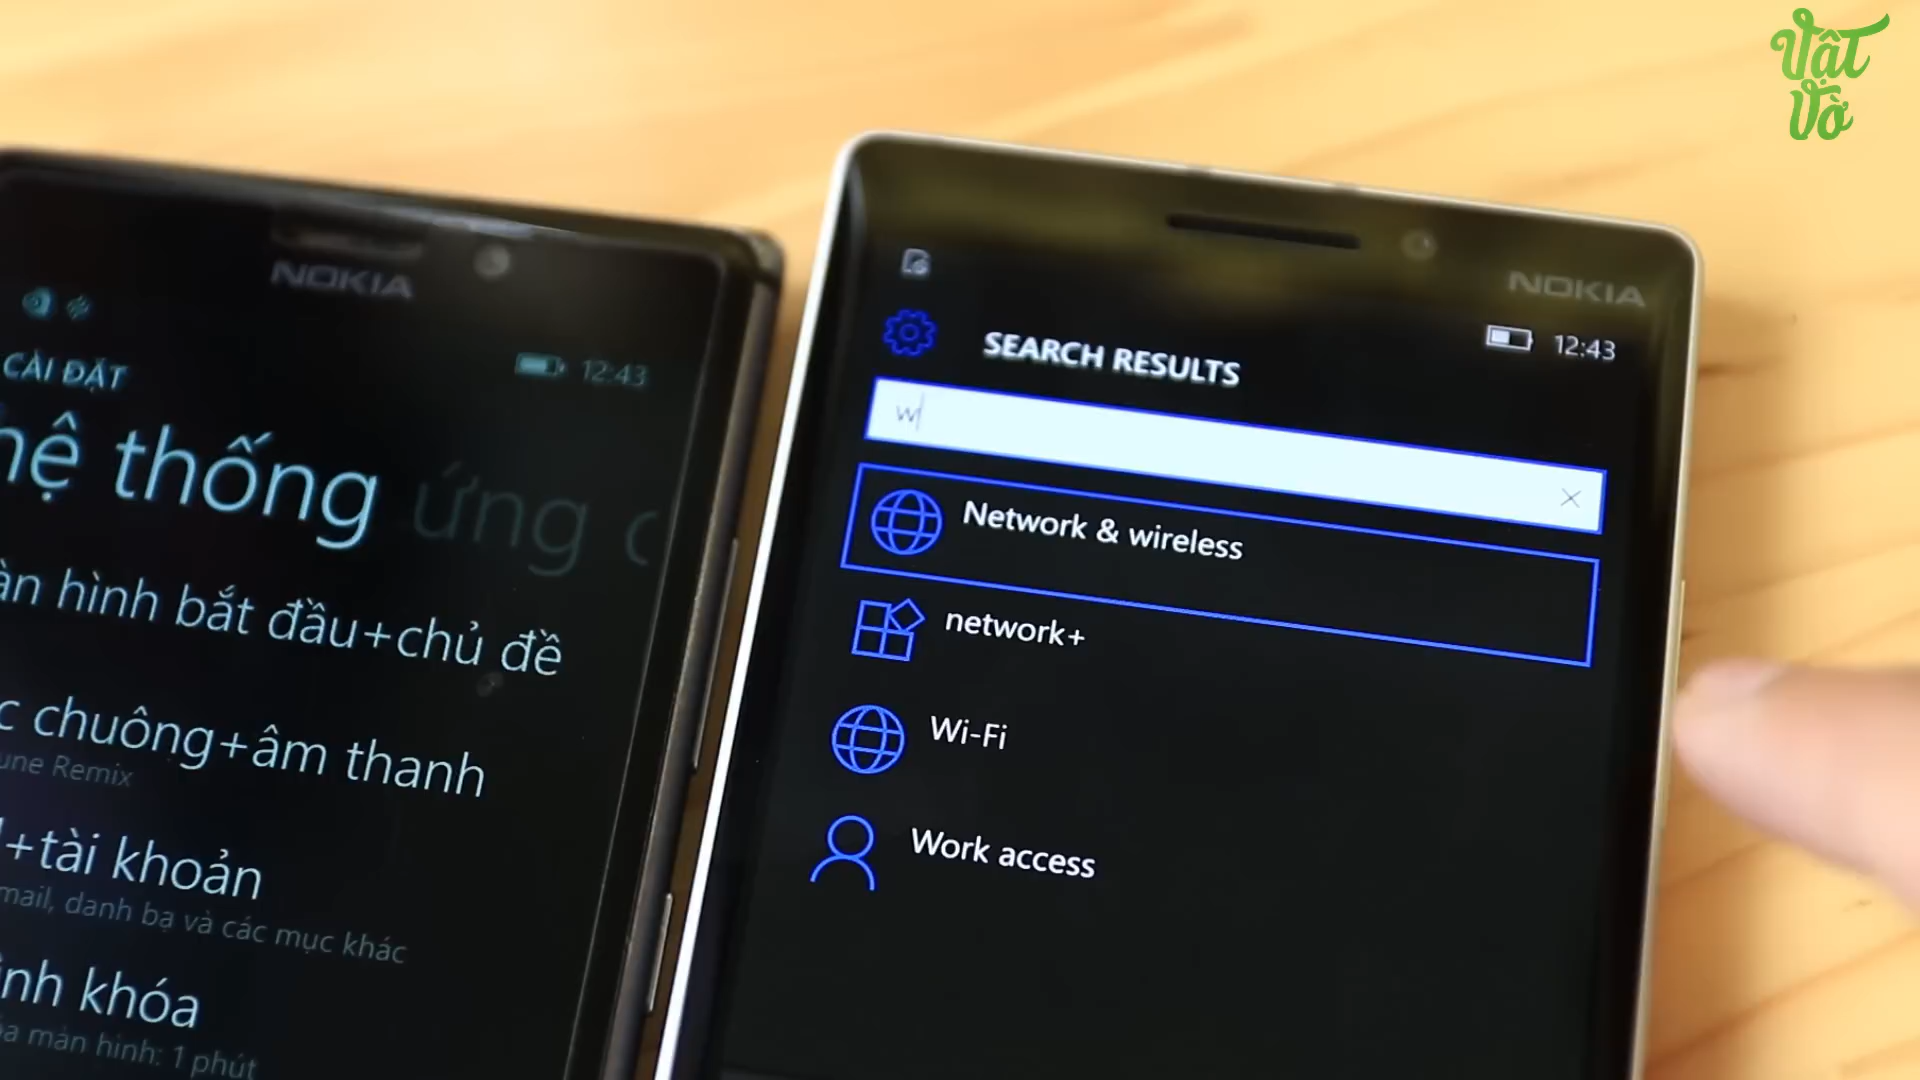 Vật
Vờ
NOKIA
12:43
CÀI ĐẶT
hệ thống ứng
àn hình bắt đầu+chủ đề
c chuông+âm thanh
une Remix
+tài khoản
mail, danh bạ và các mục khác
ình khóa
óa màn hình: 1 phút
NOKIA
12:43
SEARCH RESULTS
w
Network & wireless
network+
Wi-Fi
Work access